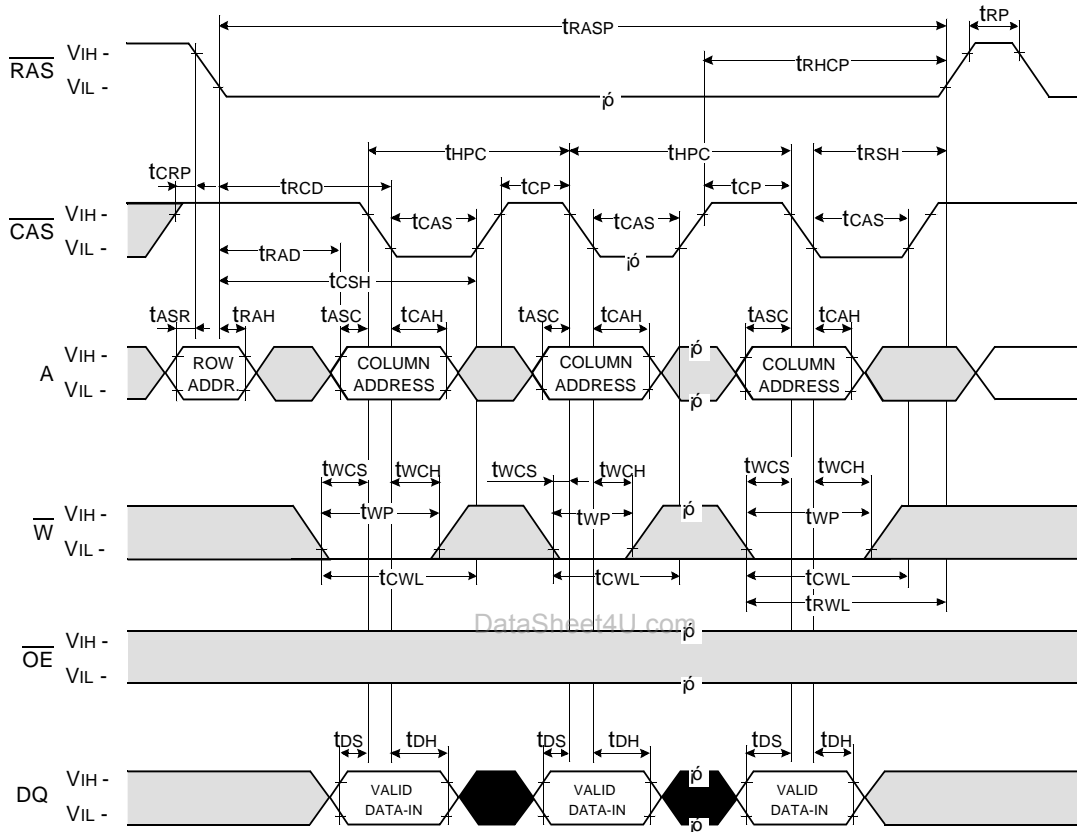 tRASP
tRP
RAS
VIH -
VIL -
tRHCP
¡ó
tHPC
tHPC
tRSH
tCRP
tRCD
tCP
tCP
CAS
VIH -
VIL -
tCAS
tCAS
tCAS
¡ó
tRAD
tCSH
tASR
tRAH
tASC
tCAH
tASC
tCAH
tASC
tCAH
A
VIH -
VIL -
ROW
ADDR.
COLUMN
ADDRESS
COLUMN
ADDRESS
COLUMN
ADDRESS
¡ó
¡ó
tWCS
tWCH
tWCS
tWCH
tWCS
tWCH
W
VIH -
VIL -
tWP
tWP
tWP
¡ó
tCWL
tCWL
tCWL
tRWL
DataSheet4U.com
OE
VIH -
VIL -
¡ó
¡ó
tDS
tDH
tDS
tDH
tDS
tDH
DQ
VIH -
VIL -
VALID
DATA-IN
VALID
DATA-IN
VALID
DATA-IN
¡ó
¡ó